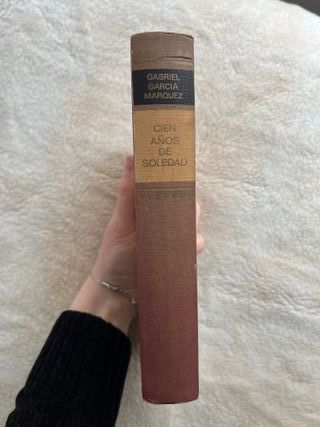 GABRIEL
GARCIA
MARQUEZ
CIEN
AÑOS
DE
SOLEDAD